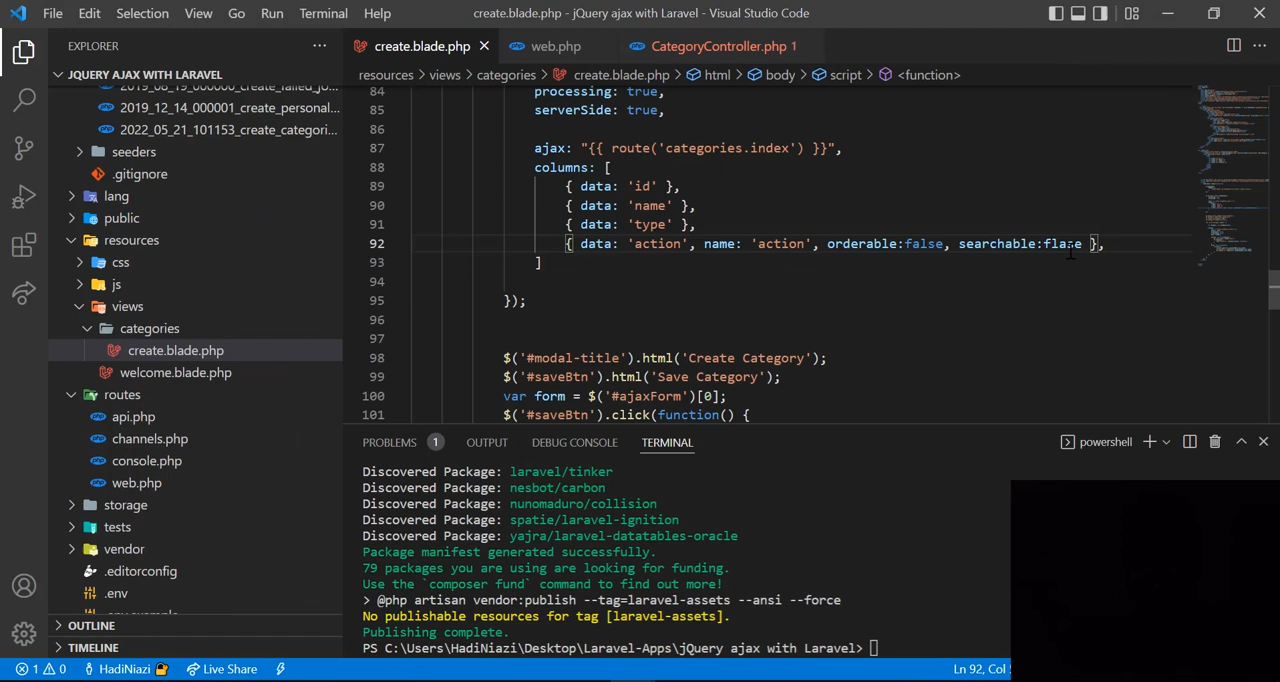 File Edit Selection View Go Run Terminal Help create.blade.php - jQuery ajax with Laravel - Visual Studio Code
EXPLORER
JQUERY AJAX WITH LARAVEL
2019_08_19_000001_create_failed_jo...
2019_12_14_000001_create_personal...
2022_05_21_101153_create_categori...
seeders
.gitignore
lang
public
resources
css
js
views
categories
create.blade.php
welcome.blade.php
routes
api.php
channels.php
console.php
web.php
storage
tests
vendor
.editorconfig
.env
OUTLINE
TIMELINE
create.blade.php web.php CategoryController.php 1
resources > views > categories > create.blade.php > html > body > script > <function>
84 processing: true,
85 serverSide: true,
86
87 ajax: "{{ route('categories.index') }}",
88 columns: [
89 { data: 'id' },
90 { data: 'name' },
91 { data: 'type' },
92 { data: 'action', name: 'action', orderable:false, searchable:flase },
93 ]
94
95 });
96
97
98 $('#modal-title').html('Create Category');
99 $('#saveBtn').html('Save Category');
100 var form = $('#ajaxForm')[0];
101 $('#saveBtn').click(function() {
PROBLEMS 1 OUTPUT DEBUG CONSOLE TERMINAL powershell
Discovered Package: laravel/tinker
Discovered Package: nesbot/carbon
Discovered Package: nunomaduro/collision
Discovered Package: spatie/laravel-ignition
Discovered Package: yajra/laravel-datatables-oracle
Package manifest generated successfully.
79 packages you are using are looking for funding.
Use the `composer fund` command to find out more!
> @php artisan vendor:publish --tag=laravel-assets --ansi --force
No publishable resources for tag [laravel-assets].
Publishing complete.
PS C:\Users\HadiNiazi\Desktop\Laravel-Apps\jQuery ajax with Laravel>
1 0 HadiNiazi Live Share Ln 92, Col